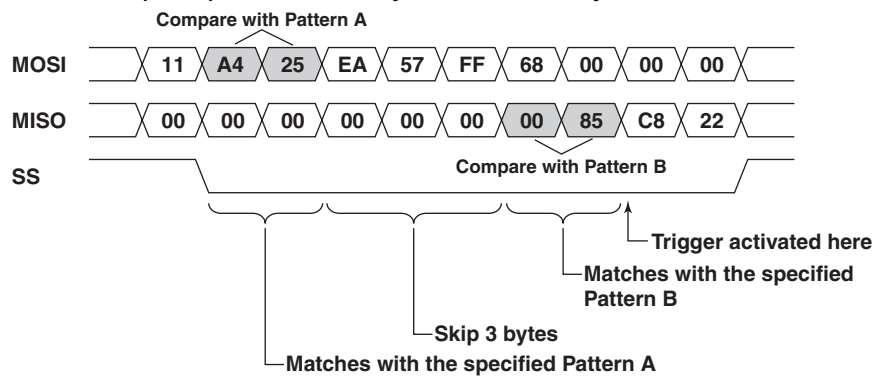 Compare with Pattern A
MOSI 11 A4 25 EA 57 FF 68 00 00 00
MISO 00 00 00 00 00 00 00 85 C8 22
Compare with Pattern B
SS
Trigger activated here
Matches with the specified
Pattern B
Skip 3 bytes
Matches with the specified Pattern A